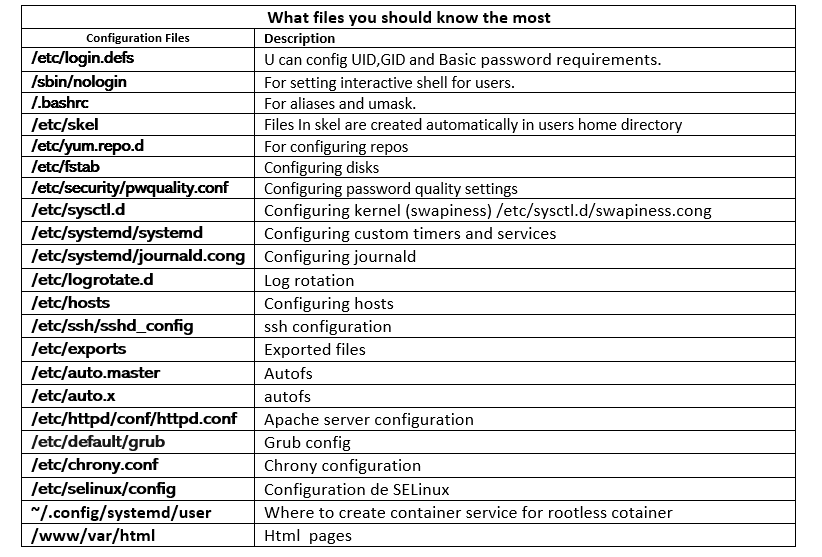 What files you should know the most
Configuration Files Description
/etc/login.defs U can config UID,GID and Basic password requirements.
/sbin/nologin For setting interactive shell for users.
/.bashrc For aliases and umask.
/etc/skel Files In skel are created automatically in users home directory
/etc/yum.repo.d For configuring repos
/etc/fstab Configuring disks
/etc/security/pwquality.conf Configuring password quality settings
/etc/sysctl.d Configuring kernel (swapiness) /etc/sysctl.d/swapiness.cong
/etc/systemd/systemd Configuring custom timers and services
/etc/systemd/journald.cong Configuring journald
/etc/logrotate.d Log rotation
/etc/hosts Configuring hosts
/etc/ssh/sshd_config ssh configuration
/etc/exports Exported files
/etc/auto.master Autofs
/etc/auto.x autofs
/etc/httpd/conf/httpd.conf Apache server configuration
/etc/default/grub Grub config
/etc/chrony.conf Chrony configuration
/etc/selinux/config Configuration de SELinux
~/.config/systemd/user Where to create container service for rootless cotainer
/www/var/html Html pages